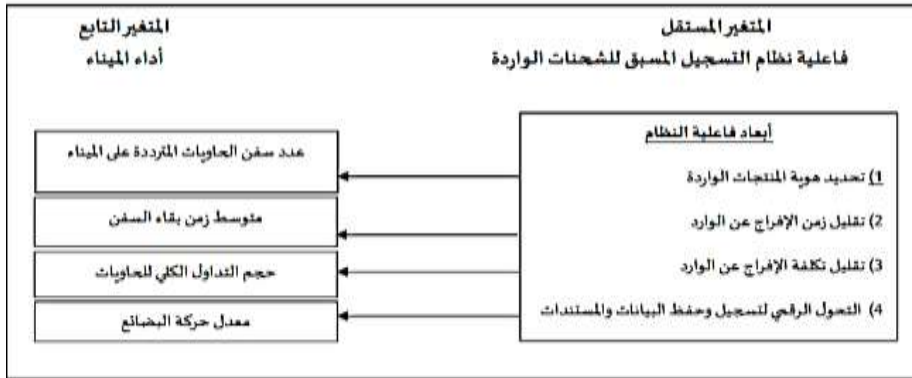 المتغير المستقل
فاعلية نظام التسجيل المسبق للشحنات الواردة
المتغير التابع
أداء الميناء
أبعاد فاعلية النظام
1) تحديد هوية المنتجات الواردة
2) تقليل زمن الإفراج عن الوارد
3) تقليل تكلفة الإفراج عن الوارد
4) التحول الرقمي لتسجيل وحفظ البيانات والمستندات
عدد سفن الحاويات المترددة على الميناء
متوسط زمن بقاء السفن
حجم التداول الكلي للحاويات
معدل حركة البضائع